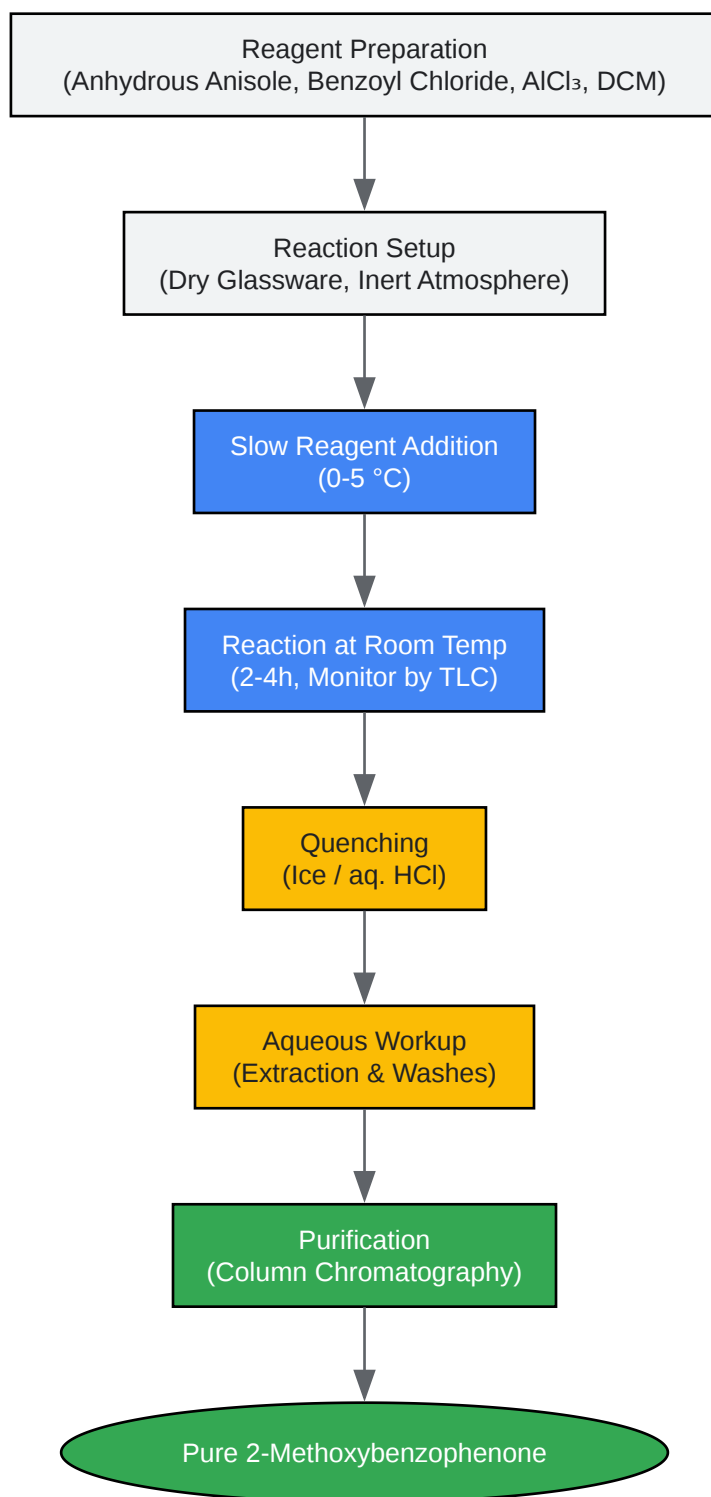 Reagent Preparation
(Anhydrous Anisole, Benzoyl Chloride, AlCl₃, DCM)
Reaction Setup
(Dry Glassware, Inert Atmosphere)
Slow Reagent Addition
(0-5 °C)
Reaction at Room Temp
(2-4h, Monitor by TLC)
Quenching
(Ice / aq. HCl)
Aqueous Workup
(Extraction & Washes)
Purification
(Column Chromatography)
Pure 2-Methoxybenzophenone